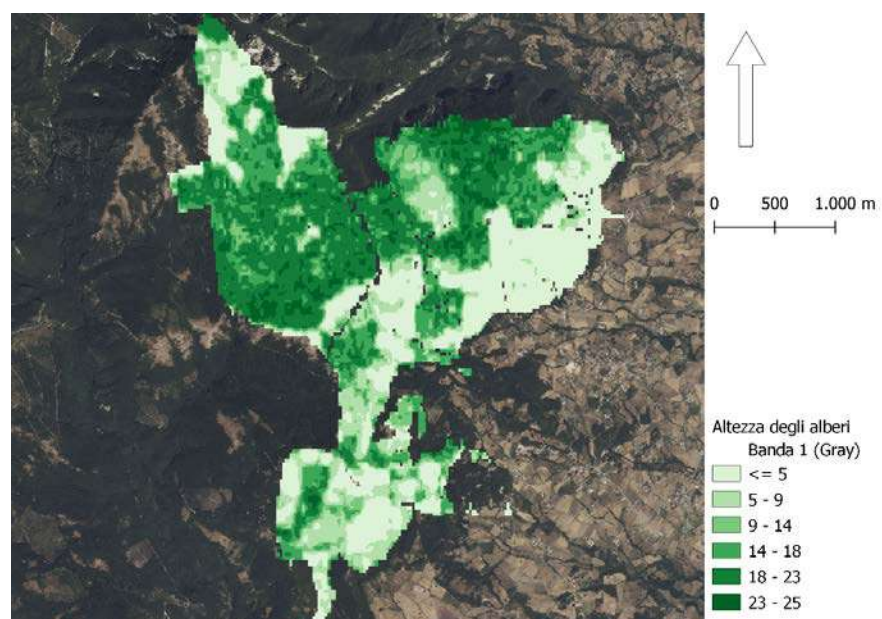 0 500 1.000 m
Altezza degli alberi
Banda 1 (Gray)
<= 5
5 - 9
9 - 14
14 - 18
18 - 23
23 - 25